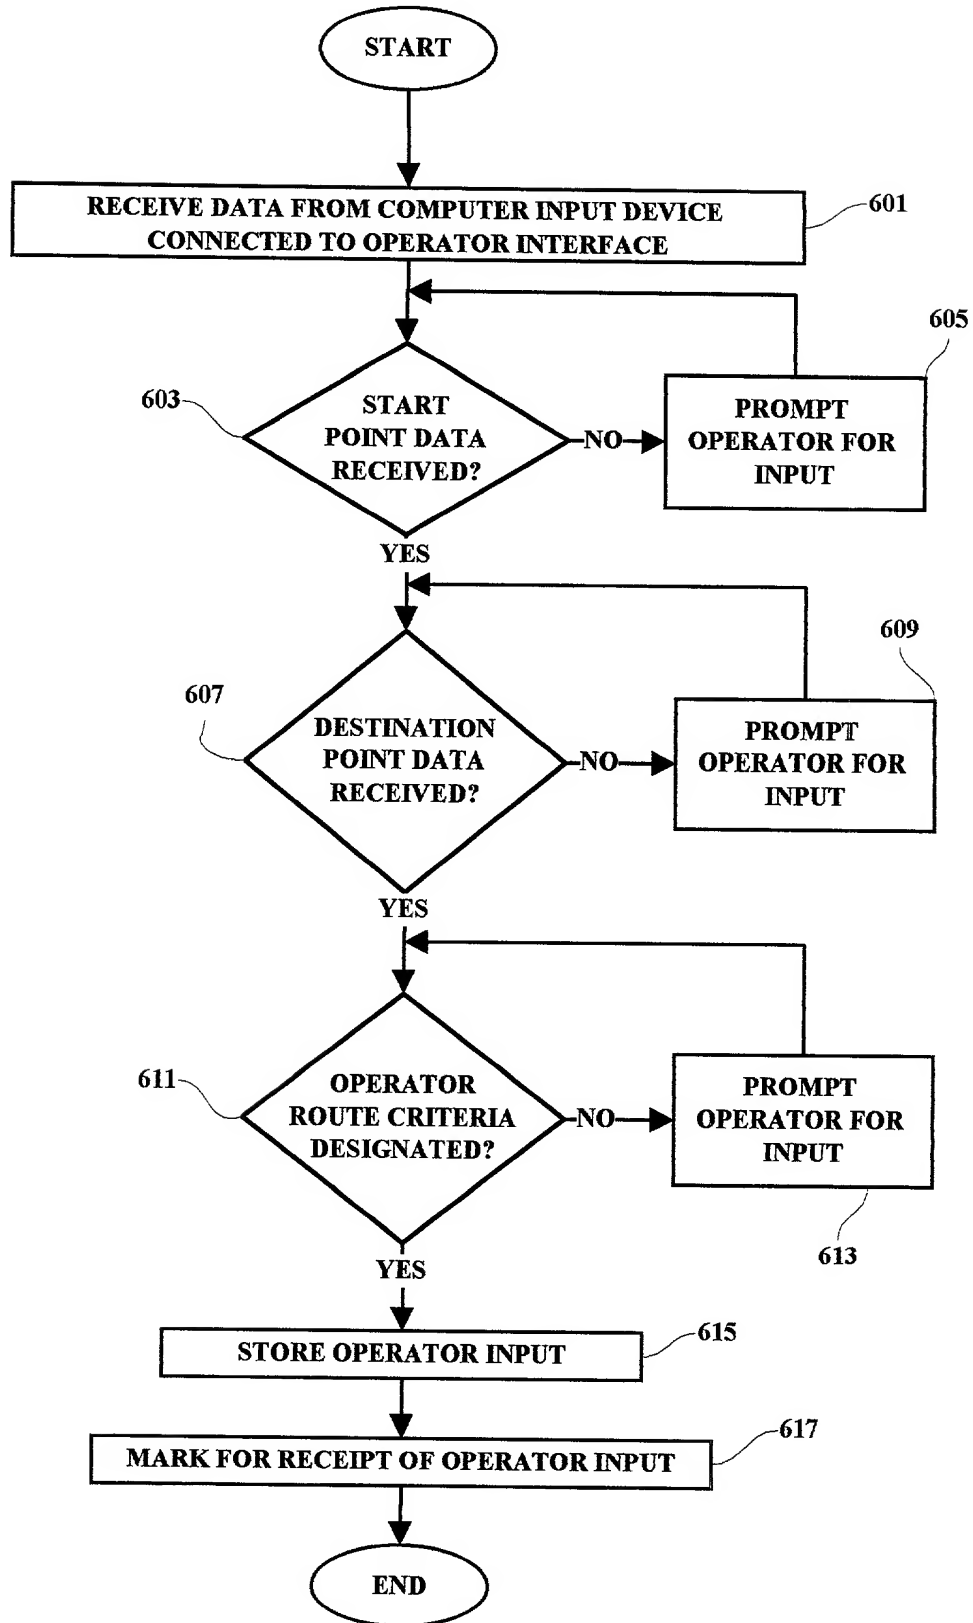 START
RECEIVE DATA FROM COMPUTER INPUT DEVICE
CONNECTED TO OPERATOR INTERFACE
601
605
603
START
POINT DATA
RECEIVED?
NO
PROMPT
OPERATOR FOR
INPUT
YES
609
607
DESTINATION
POINT DATA
RECEIVED?
NO
PROMPT
OPERATOR FOR
INPUT
YES
611
OPERATOR
ROUTE CRITERIA
DESIGNATED?
NO
PROMPT
OPERATOR FOR
INPUT
613
YES
STORE OPERATOR INPUT
615
MARK FOR RECEIPT OF OPERATOR INPUT
617
END